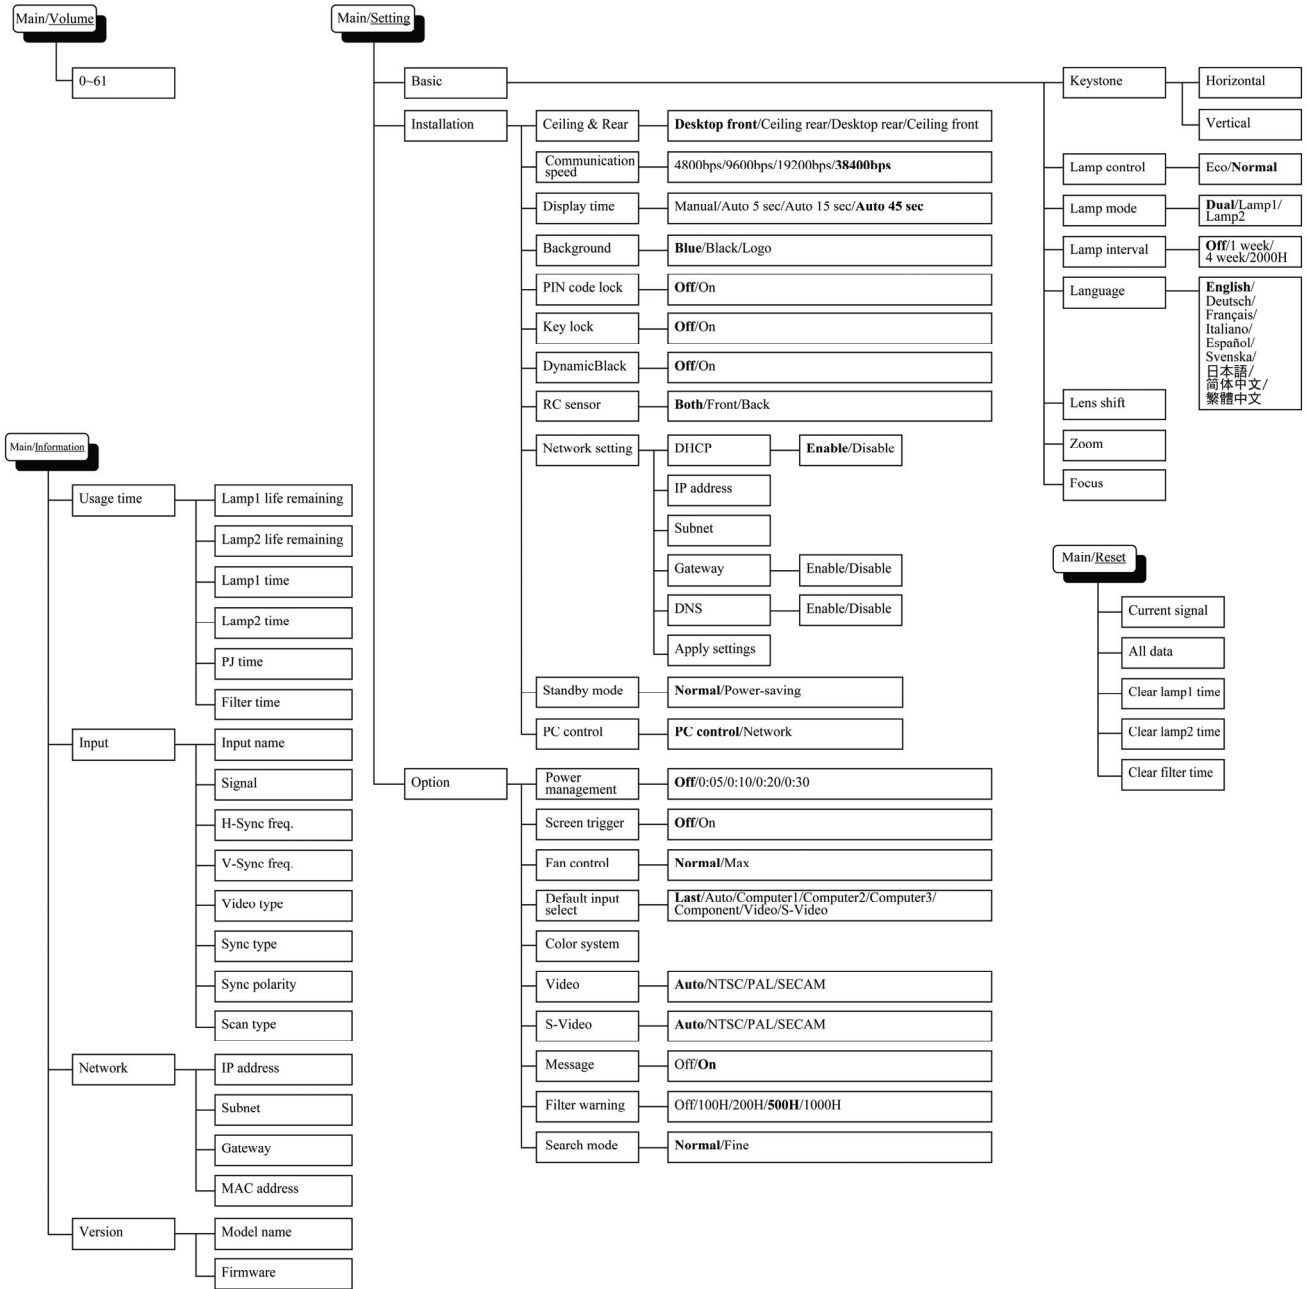 Main/Volume
0~61
Main/Setting
Basic
Keystone
Horizontal
Vertical
Lamp control
Eco/Normal
Lamp mode
Dual/Lamp1/
Lamp2
Lamp interval
Off/1 week/
4 week/2000H
Language
English/
Deutsch/
Français/
Italiano/
Español/
Svenska/
日本語/
简体中文/
繁體中文
Lens shift
Zoom
Focus
Installation
Ceiling & Rear
Desktop front/Ceiling rear/Desktop rear/Ceiling front
Communication
speed
4800bps/9600bps/19200bps/38400bps
Display time
Manual/Auto 5 sec/Auto 15 sec/Auto 45 sec
Background
Blue/Black/Logo
PIN code lock
Off/On
Key lock
Off/On
DynamicBlack
Off/On
RC sensor
Both/Front/Back
Network setting
DHCP
Enable/Disable
IP address
Subnet
Gateway
Enable/Disable
DNS
Enable/Disable
Apply settings
Standby mode
Normal/Power-saving
PC control
PC control/Network
Option
Power
management
Off/0:05/0:10/0:20/0:30
Screen trigger
Off/On
Fan control
Normal/Max
Default input
select
Last/Auto/Computer1/Computer2/Computer3/
Component/Video/S-Video
Color system
Video
Auto/NTSC/PAL/SECAM
S-Video
Auto/NTSC/PAL/SECAM
Message
Off/On
Filter warning
Off/100H/200H/500H/1000H
Search mode
Normal/Fine
Main/Information
Usage time
Lamp1 life remaining
Lamp2 life remaining
Lamp1 time
Lamp2 time
PJ time
Filter time
Input
Input name
Signal
H-Sync freq.
V-Sync freq.
Video type
Sync type
Sync polarity
Scan type
Network
IP address
Subnet
Gateway
MAC address
Version
Model name
Firmware
Main/Reset
Current signal
All data
Clear lamp1 time
Clear lamp2 time
Clear filter time